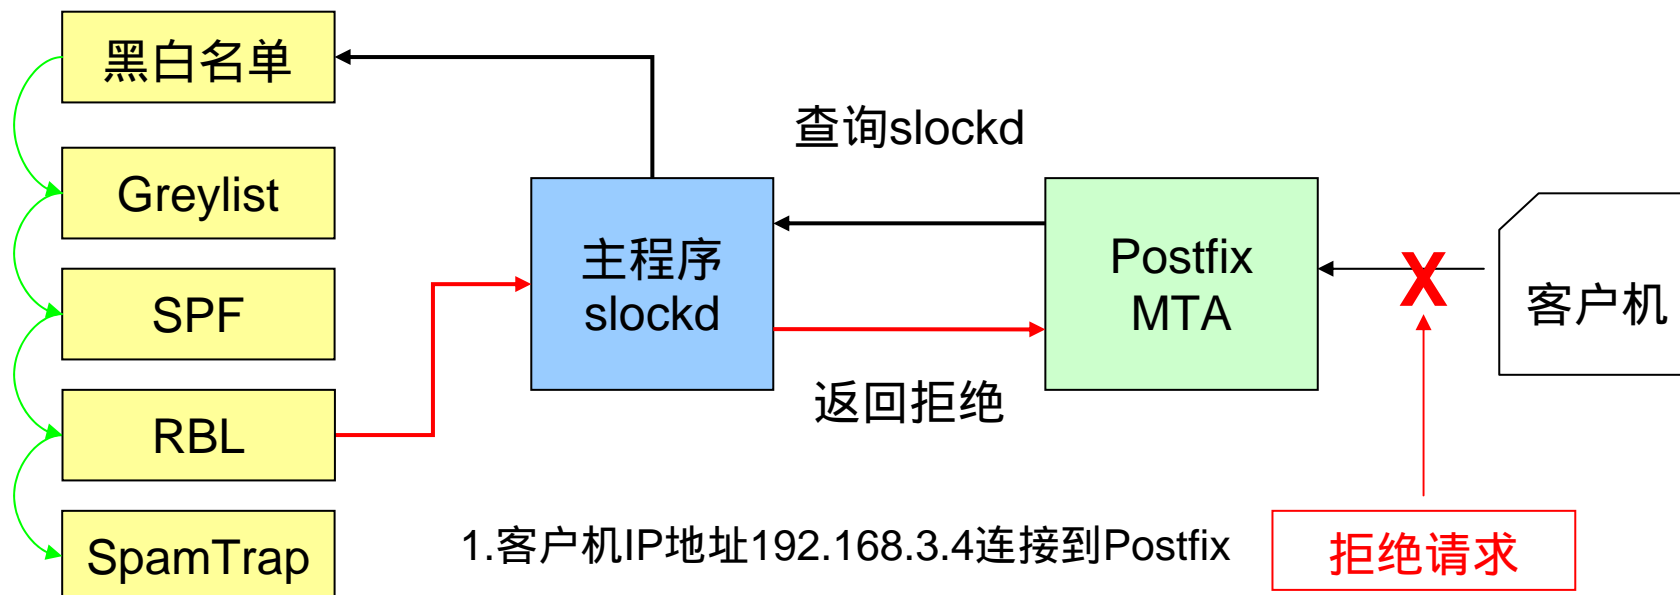 黑白名单
Greylist
SPF
RBL
SpamTrap
查询slockd
主程序
slockd
返回拒绝
Postfix
MTA
X
客户机
1.客户机IP地址192.168.3.4连接到Postfix
拒绝请求